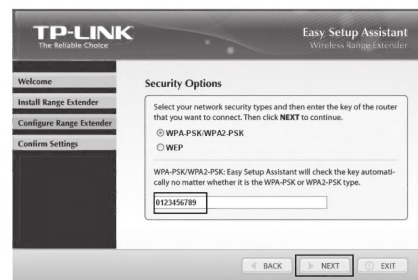 TP-LINK
The Reliable Choice
Easy Setup Assistant
Wireless Range Extender
Welcome
Install Range Extender
Configure Range Extender
Confirm Settings
Security Options
Select your network security types and then enter the key of the router
that you want to connect. Then click NEXT to continue.
WPA-PSK/WPA2-PSK
WEP
WPA-PSK/WPA2-PSK: Easy Setup Assistant will check the key automati-
cally no matter whether it is the WPA-PSK or WPA2-PSK type.
0123456789
BACK
NEXT
EXIT